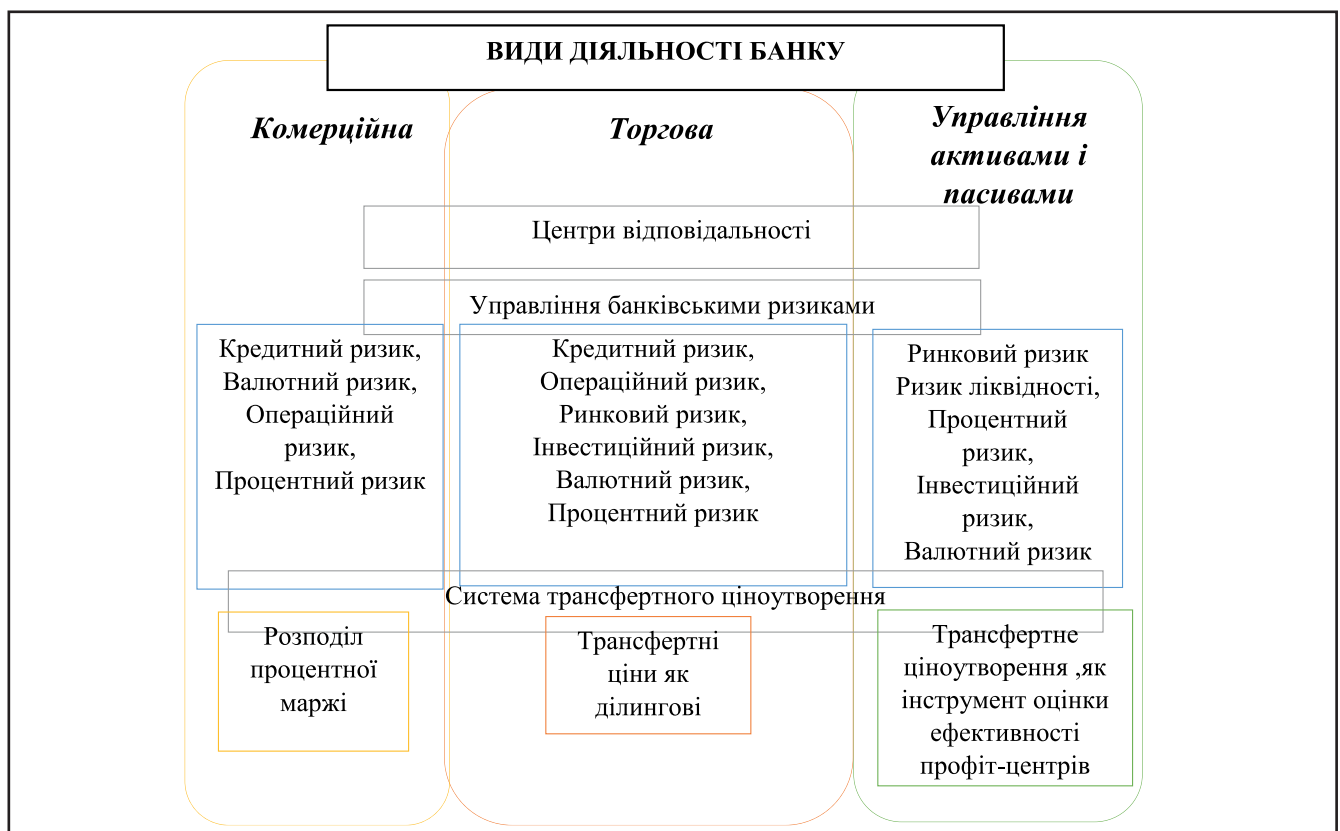 ВИДИ ДІЯЛЬНОСТІ БАНКУ
Комерційна
Торгова
Управління
активами і
пасивами
Центри відповідальності
Управління банківськими ризиками
Кредитний ризик,
Валютний ризик,
Операційний
ризик,
Процентний ризик
Кредитний ризик,
Операційний ризик,
Ринковий ризик,
Інвестиційний ризик,
Валютний ризик,
Процентний ризик
Ринковий ризик
Ризик ліквідності,
Процентний
ризик,
Інвестиційний
ризик,
Валютний ризик
Система трансфертного ціноутворення
Розподіл
процентної
маржі
Трансфертні
ціни як
ділингові
Трансфертне
ціноутворення ,як
інструмент оцінки
ефективності
профіт-центрів